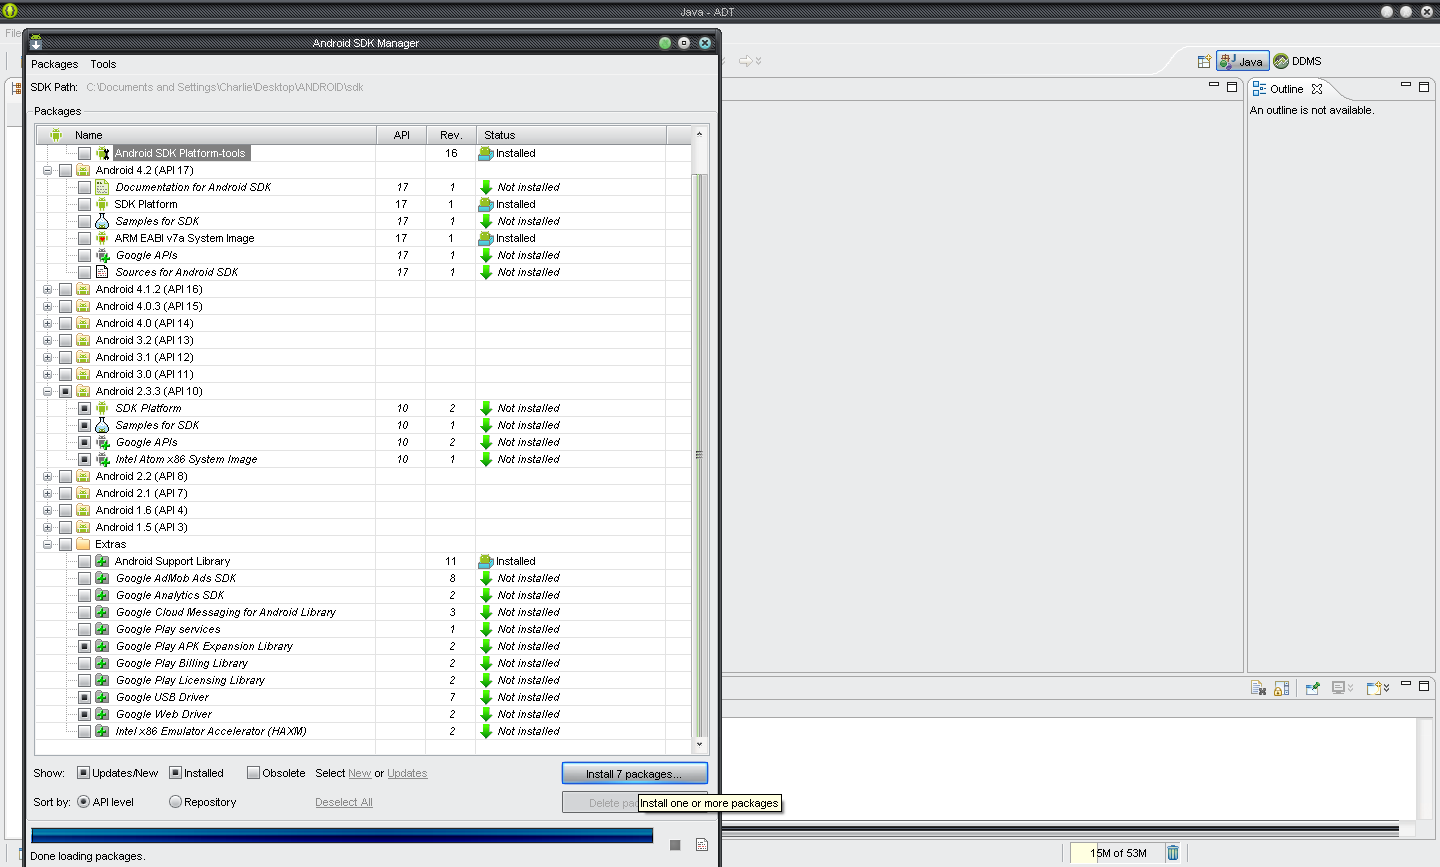 Java - ADT
File
Android SDK Manager
Packages Tools
Java DDMS
SDK Path: C:\Documents and Settings\Charlie\Desktop\ANDROID\sdk
Outline
Packages
An outline is not available.
Name API Rev. Status
Android SDK Platform-tools 16 Installed
Android 4.2 (API 17)
Documentation for Android SDK 17 1 Not installed
SDK Platform 17 1 Installed
Samples for SDK 17 1 Not installed
ARM EABI v7a System Image 17 1 Installed
Google APIs 17 1 Not installed
Sources for Android SDK 17 1 Not installed
Android 4.1.2 (API 16)
Android 4.0.3 (API 15)
Android 4.0 (API 14)
Android 3.2 (API 13)
Android 3.1 (API 12)
Android 3.0 (API 11)
Android 2.3.3 (API 10)
SDK Platform 10 2 Not installed
Samples for SDK 10 1 Not installed
Google APIs 10 2 Not installed
Intel Atom x86 System Image 10 1 Not installed
Android 2.2 (API 8)
Android 2.1 (API 7)
Android 1.6 (API 4)
Android 1.5 (API 3)
Extras
Android Support Library 11 Installed
Google AdMob Ads SDK 8 Not installed
Google Analytics SDK 2 Not installed
Google Cloud Messaging for Android Library 3 Not installed
Google Play services 1 Not installed
Google Play APK Expansion Library 2 Not installed
Google Play Billing Library 2 Not installed
Google Play Licensing Library 2 Not installed
Google USB Driver 7 Not installed
Google Web Driver 2 Not installed
Intel x86 Emulator Accelerator (HAXM) 2 Not installed
Show: Updates/New Installed Obsolete Select New or Updates Install 7 packages...
Sort by: API level Repository Deselect All Delete pa
Install one or more packages
Done loading packages.
15M of 53M